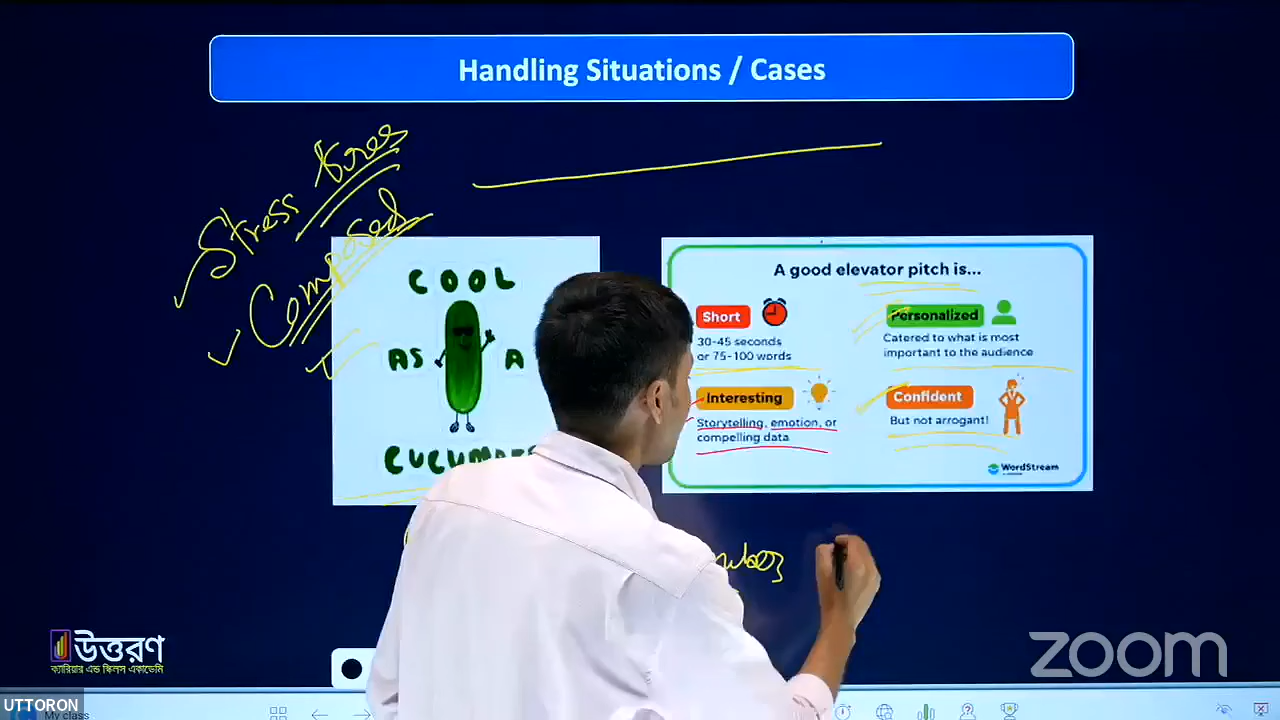 Handling Situations / Cases
Stress
Composed
COOL
AS A
A good elevator pitch is...
Short
30-45 seconds
or 75-100 words
Personalized
Catered to what is most
important to the audience
Interesting
Storytelling, emotion, or
compelling data
Confident
But not arrogant!
WordStream
উত্তরণ
ক্যারিয়ার এন্ড স্কিলস একাডেমি
zoom
UTTORON
My class